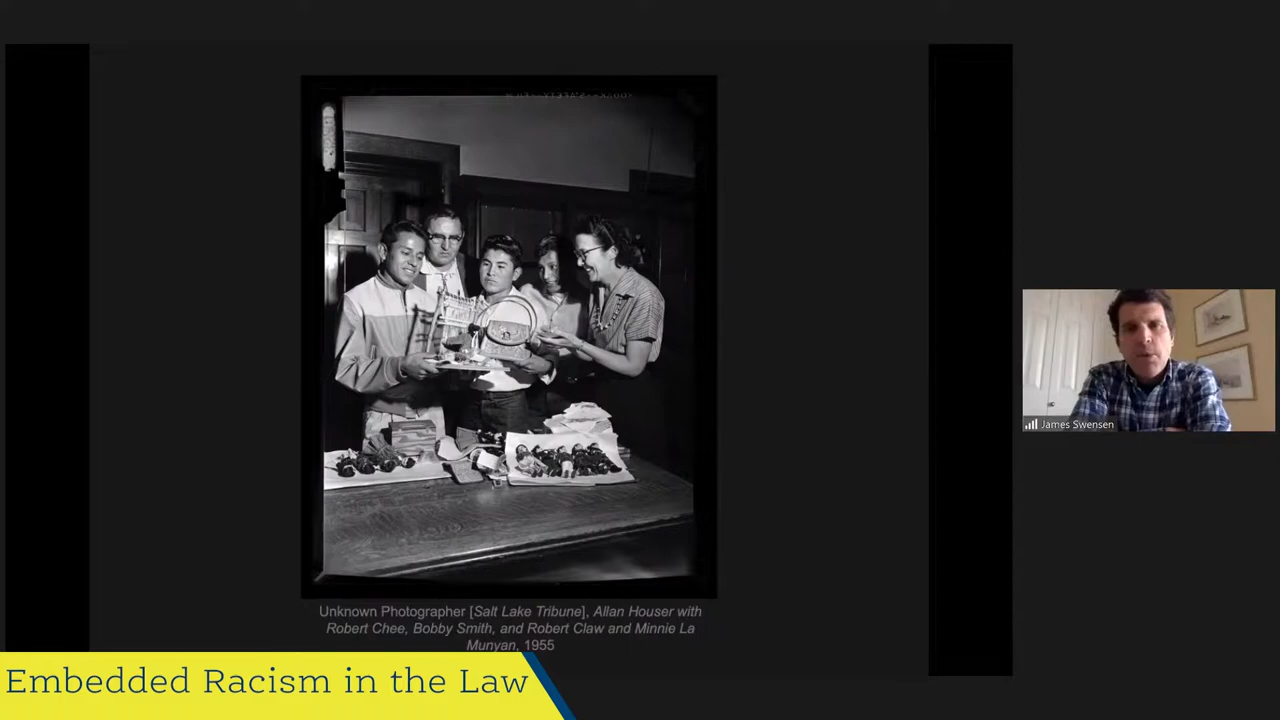 James Swensen
Unknown Photographer [Salt Lake Tribune], Allan Houser with
Robert Chee, Bobby Smith, and Robert Claw and Minnie La
Munyan, 1955
Embedded Racism in the Law